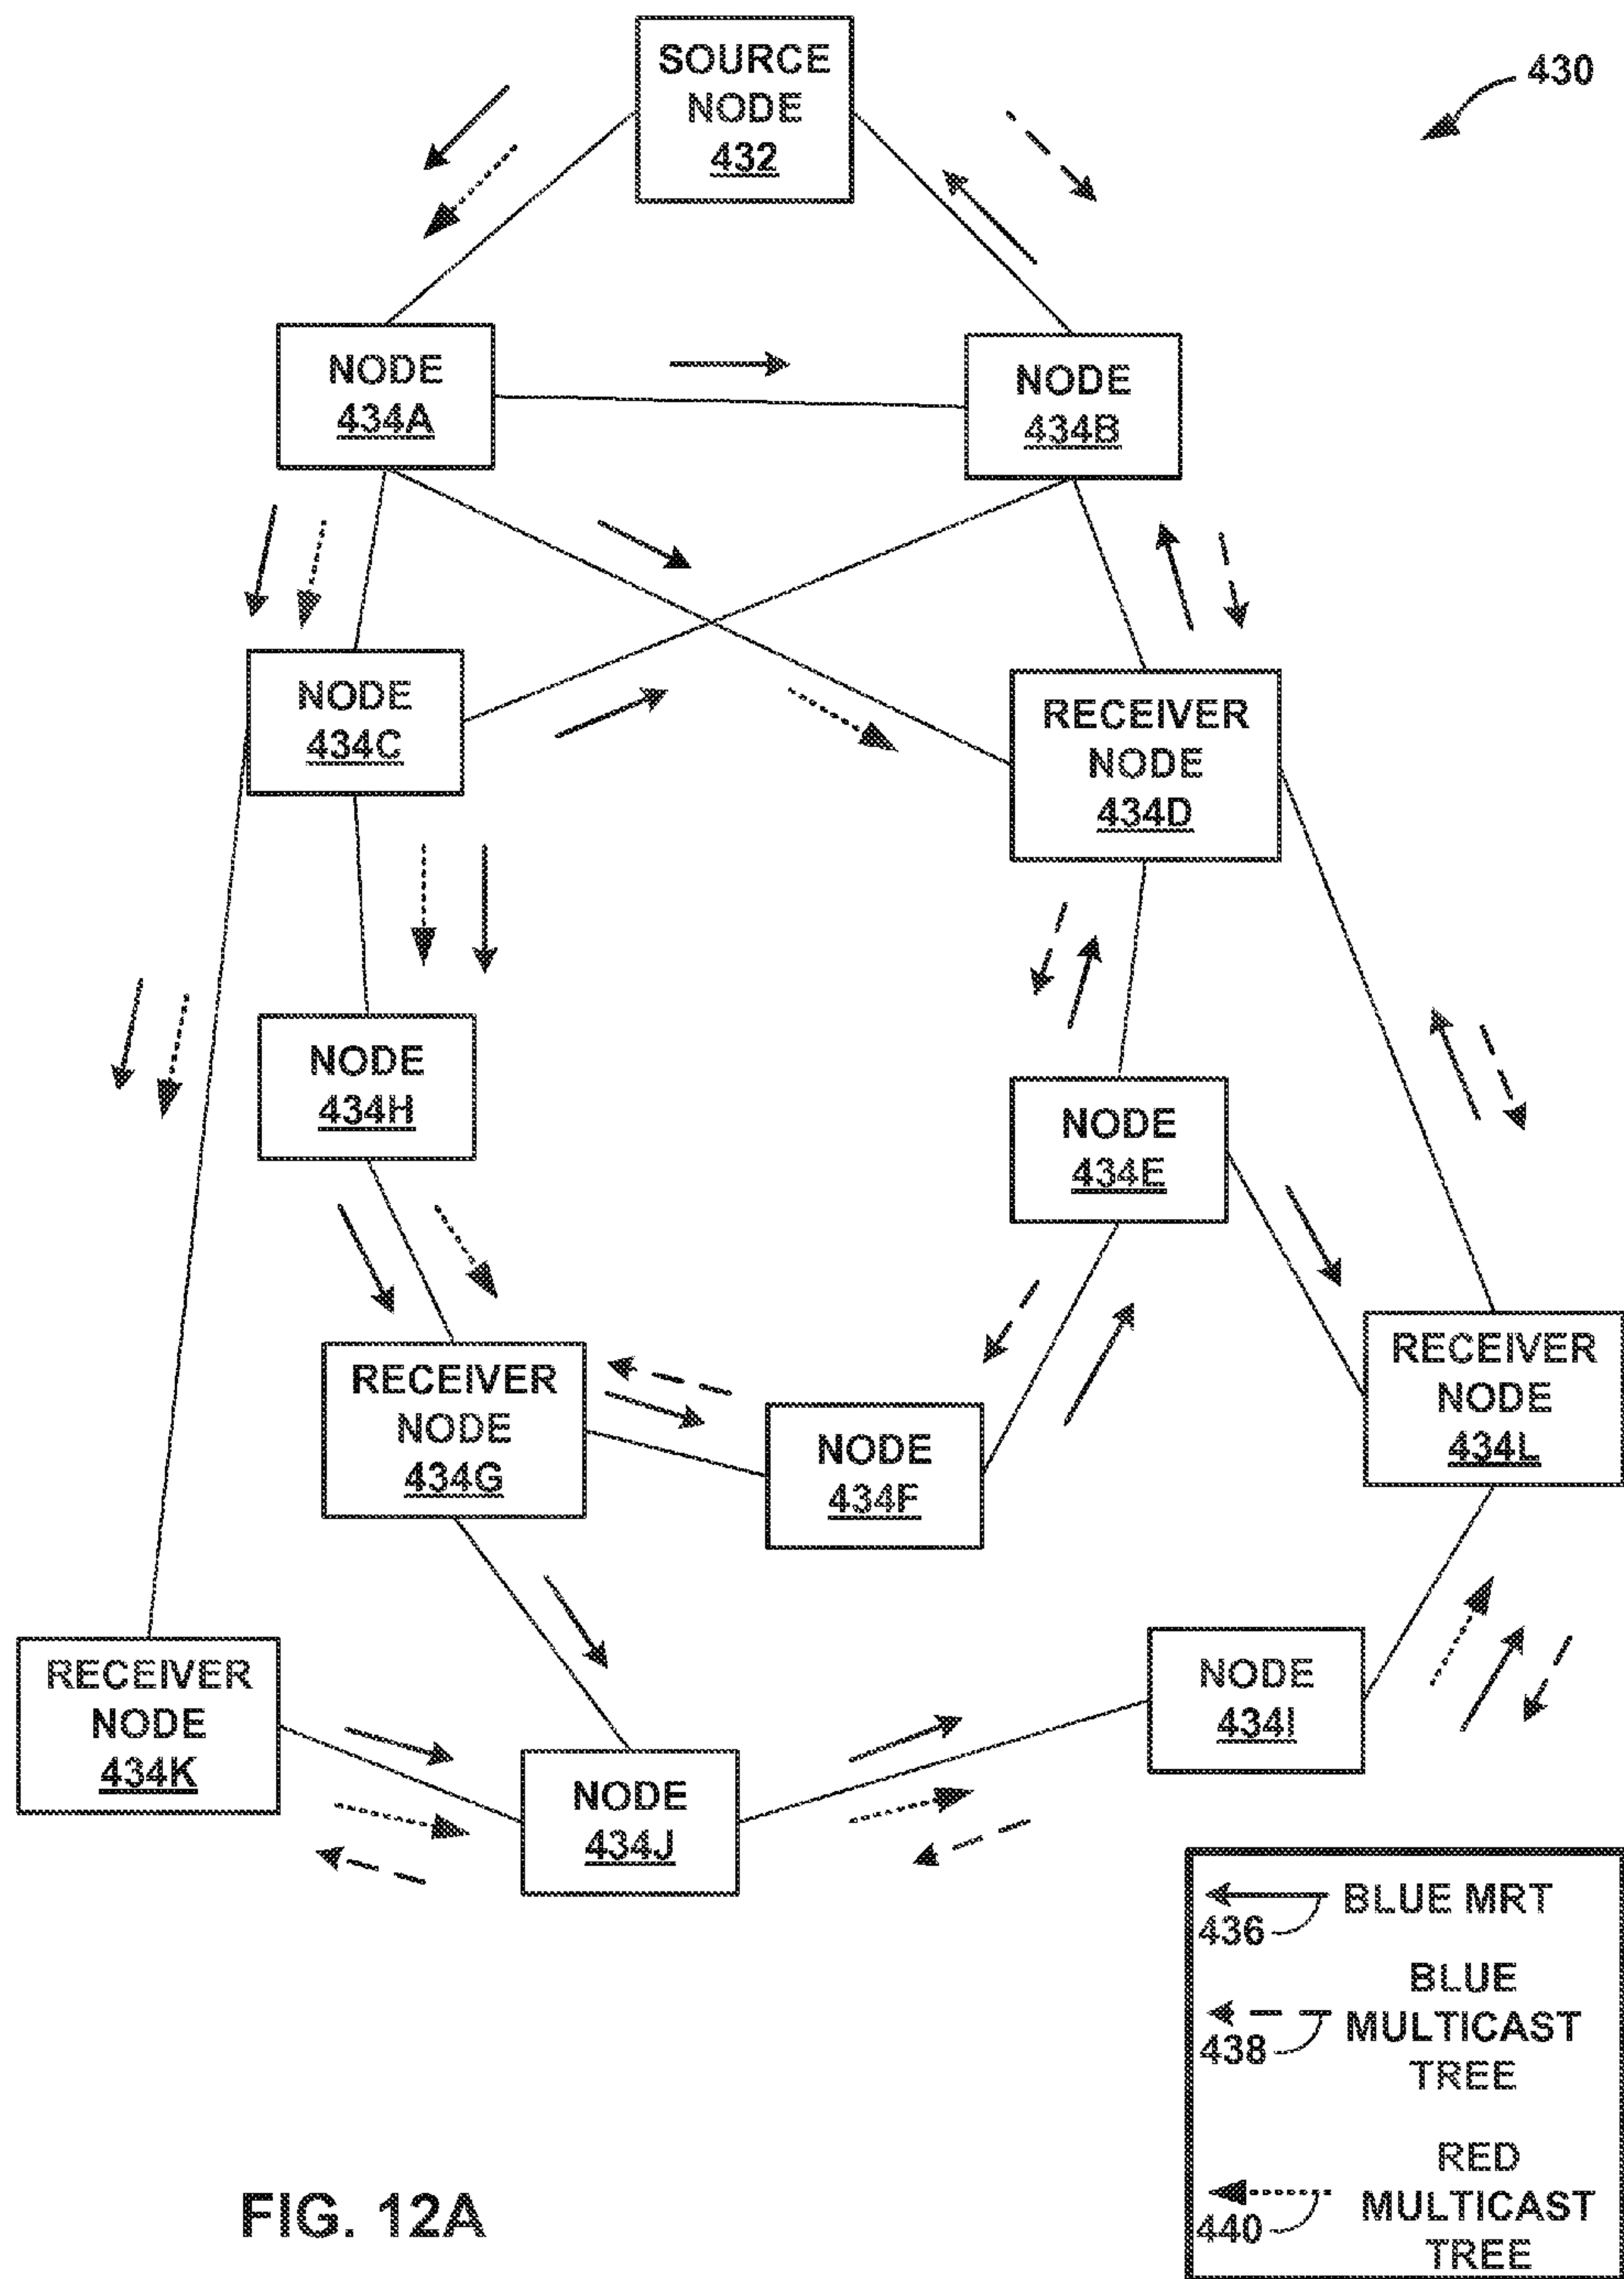 SOURCE
NODE
432
430
NODE
434A
NODE
434B
NODE
434C
RECEIVER
NODE
434D
NODE
434H
NODE
434E
RECEIVER
NODE
434G
NODE
434F
RECEIVER
NODE
434L
RECEIVER
NODE
434K
NODE
434J
NODE
434I
436
BLUE MRT
438
BLUE
MULTICAST
TREE
440
RED
MULTICAST
TREE
FIG. 12A